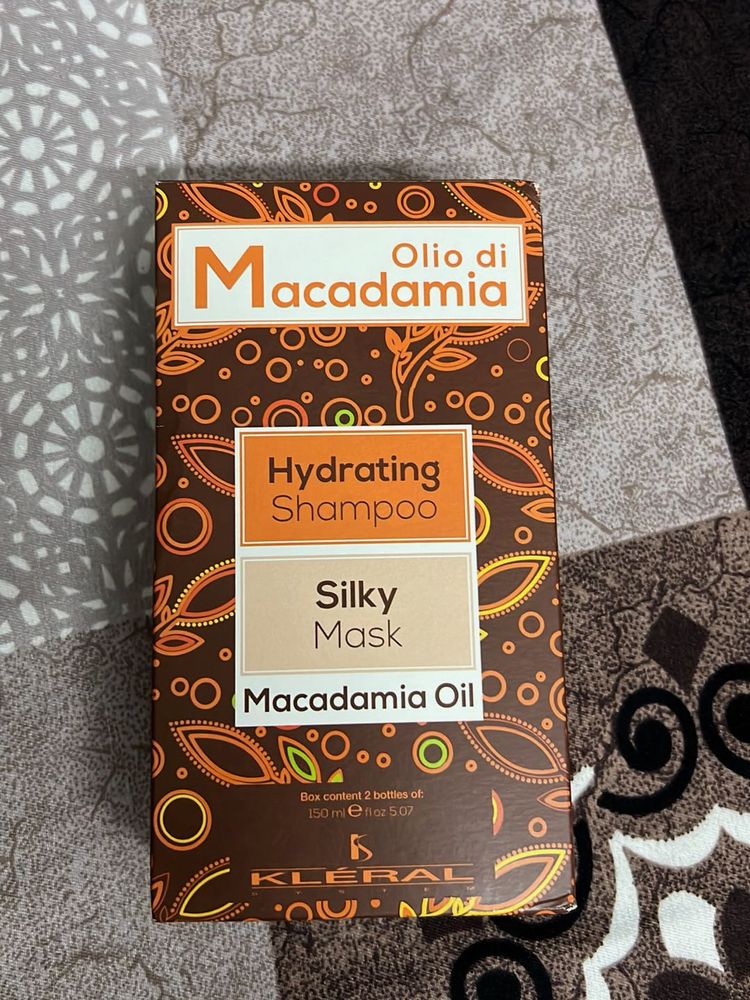 Olio di
Macadamia
Hydrating
Shampoo
Silky
Mask
Macadamia Oil
Box content 2 bottles of:
150 ml e fl oz 5.07
KLÉRAL
SYSTEM